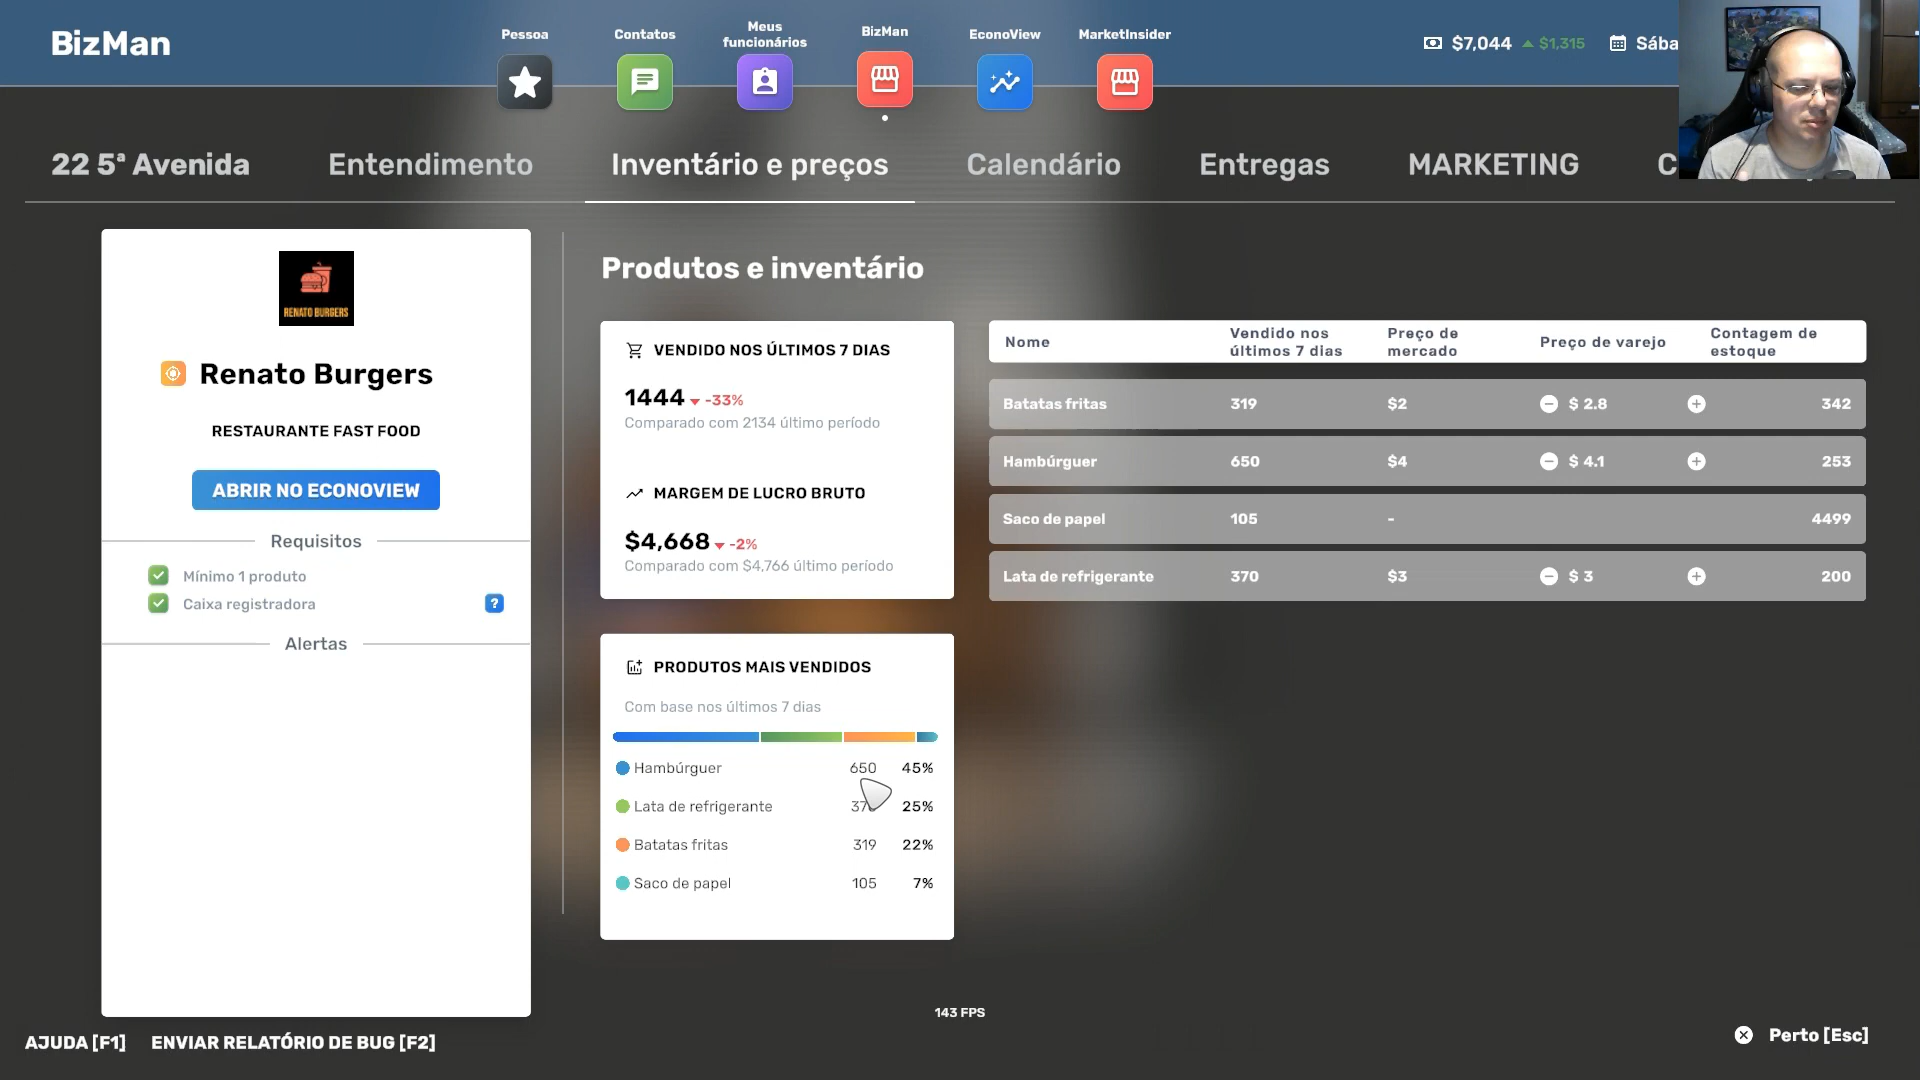 BizMan
Pessoa
Contatos
Meus
funcionários
BizMan
EconoView
MarketInsider
$7,044 $1,315
Sába
22 5ª Avenida
Entendimento
Inventário e preços
Calendário
Entregas
MARKETING
C
RENATO BURGERS
Renato Burgers
RESTAURANTE FAST FOOD
ABRIR NO ECONOVIEW
Requisitos
Mínimo 1 produto
Caixa registradora
?
Alertas
Produtos e inventário
VENDIDO NOS ÚLTIMOS 7 DIAS
1444 -33%
Comparado com 2134 último período
MARGEM DE LUCRO BRUTO
$4,668 -2%
Comparado com $4,766 último período
PRODUTOS MAIS VENDIDOS
Com base nos últimos 7 dias
Hambúrguer 650 45%
Lata de refrigerante 25%
Batatas fritas 319 22%
Saco de papel 105 7%
Nome
Vendido nos
últimos 7 dias
Preço de
mercado
Preço de varejo
Contagem de
estoque
Batatas fritas 319 $2 $ 2.8 342
Hambúrguer 650 $4 $ 4.1 253
Saco de papel 105 - 4499
Lata de refrigerante 370 $3 $ 3 200
143 FPS
AJUDA [F1]
ENVIAR RELATÓRIO DE BUG [F2]
Perto [Esc]